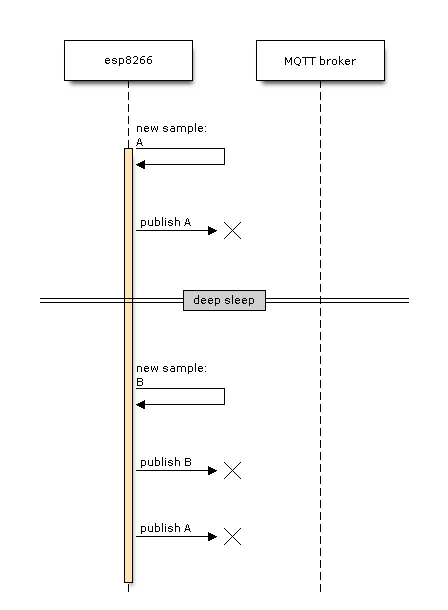 esp8266
MQTT broker
new sample:
A
publish A
deep sleep
new sample:
B
publish B
publish A